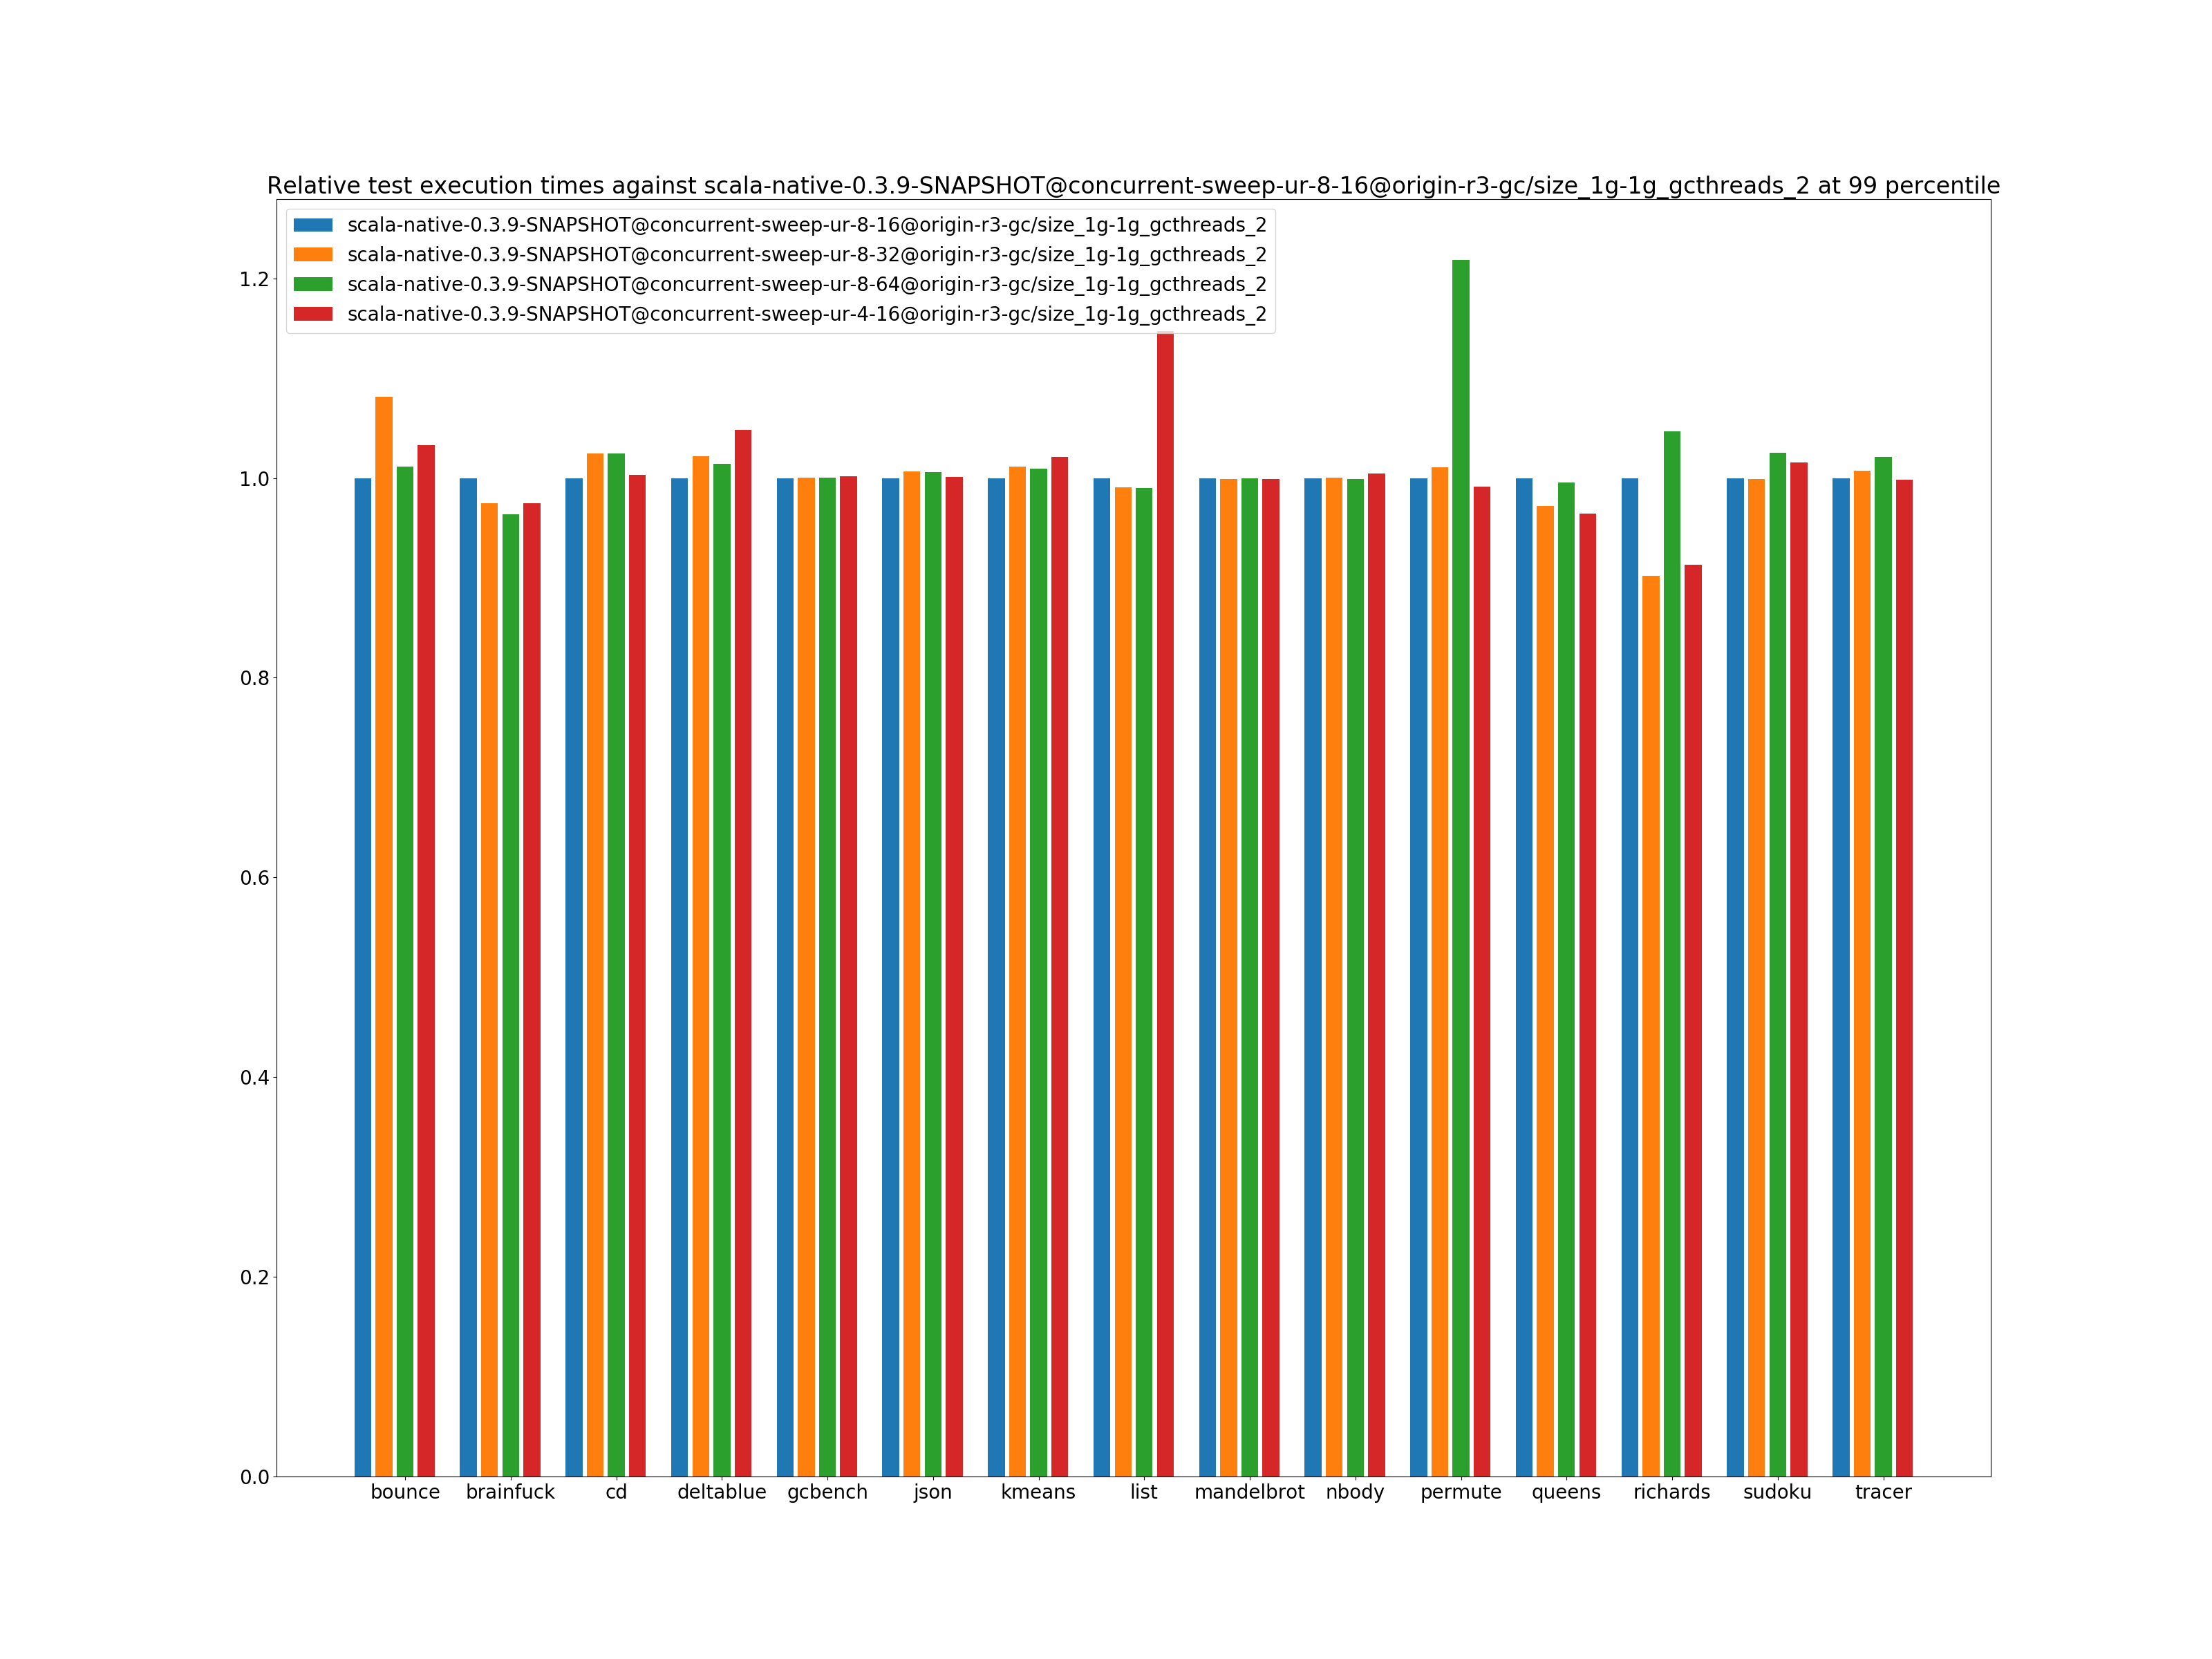 Relative test execution times against scala-native-0.3.9-SNAPSHOT@concurrent-sweep-ur-8-16@origin-r3-gc/size_1g-1g_gcthreads_2 at 99 percentile
scala-native-0.3.9-SNAPSHOT@concurrent-sweep-ur-8-16@origin-r3-gc/size_1g-1g_gcthreads_2
scala-native-0.3.9-SNAPSHOT@concurrent-sweep-ur-8-32@origin-r3-gc/size_1g-1g_gcthreads_2
scala-native-0.3.9-SNAPSHOT@concurrent-sweep-ur-8-64@origin-r3-gc/size_1g-1g_gcthreads_2
scala-native-0.3.9-SNAPSHOT@concurrent-sweep-ur-4-16@origin-r3-gc/size_1g-1g_gcthreads_2
1.2
1.0
0.8
0.6
0.4
0.2
0.0
bounce brainfuck cd deltablue gcbench json kmeans list mandelbrot nbody permute queens richards sudoku tracer